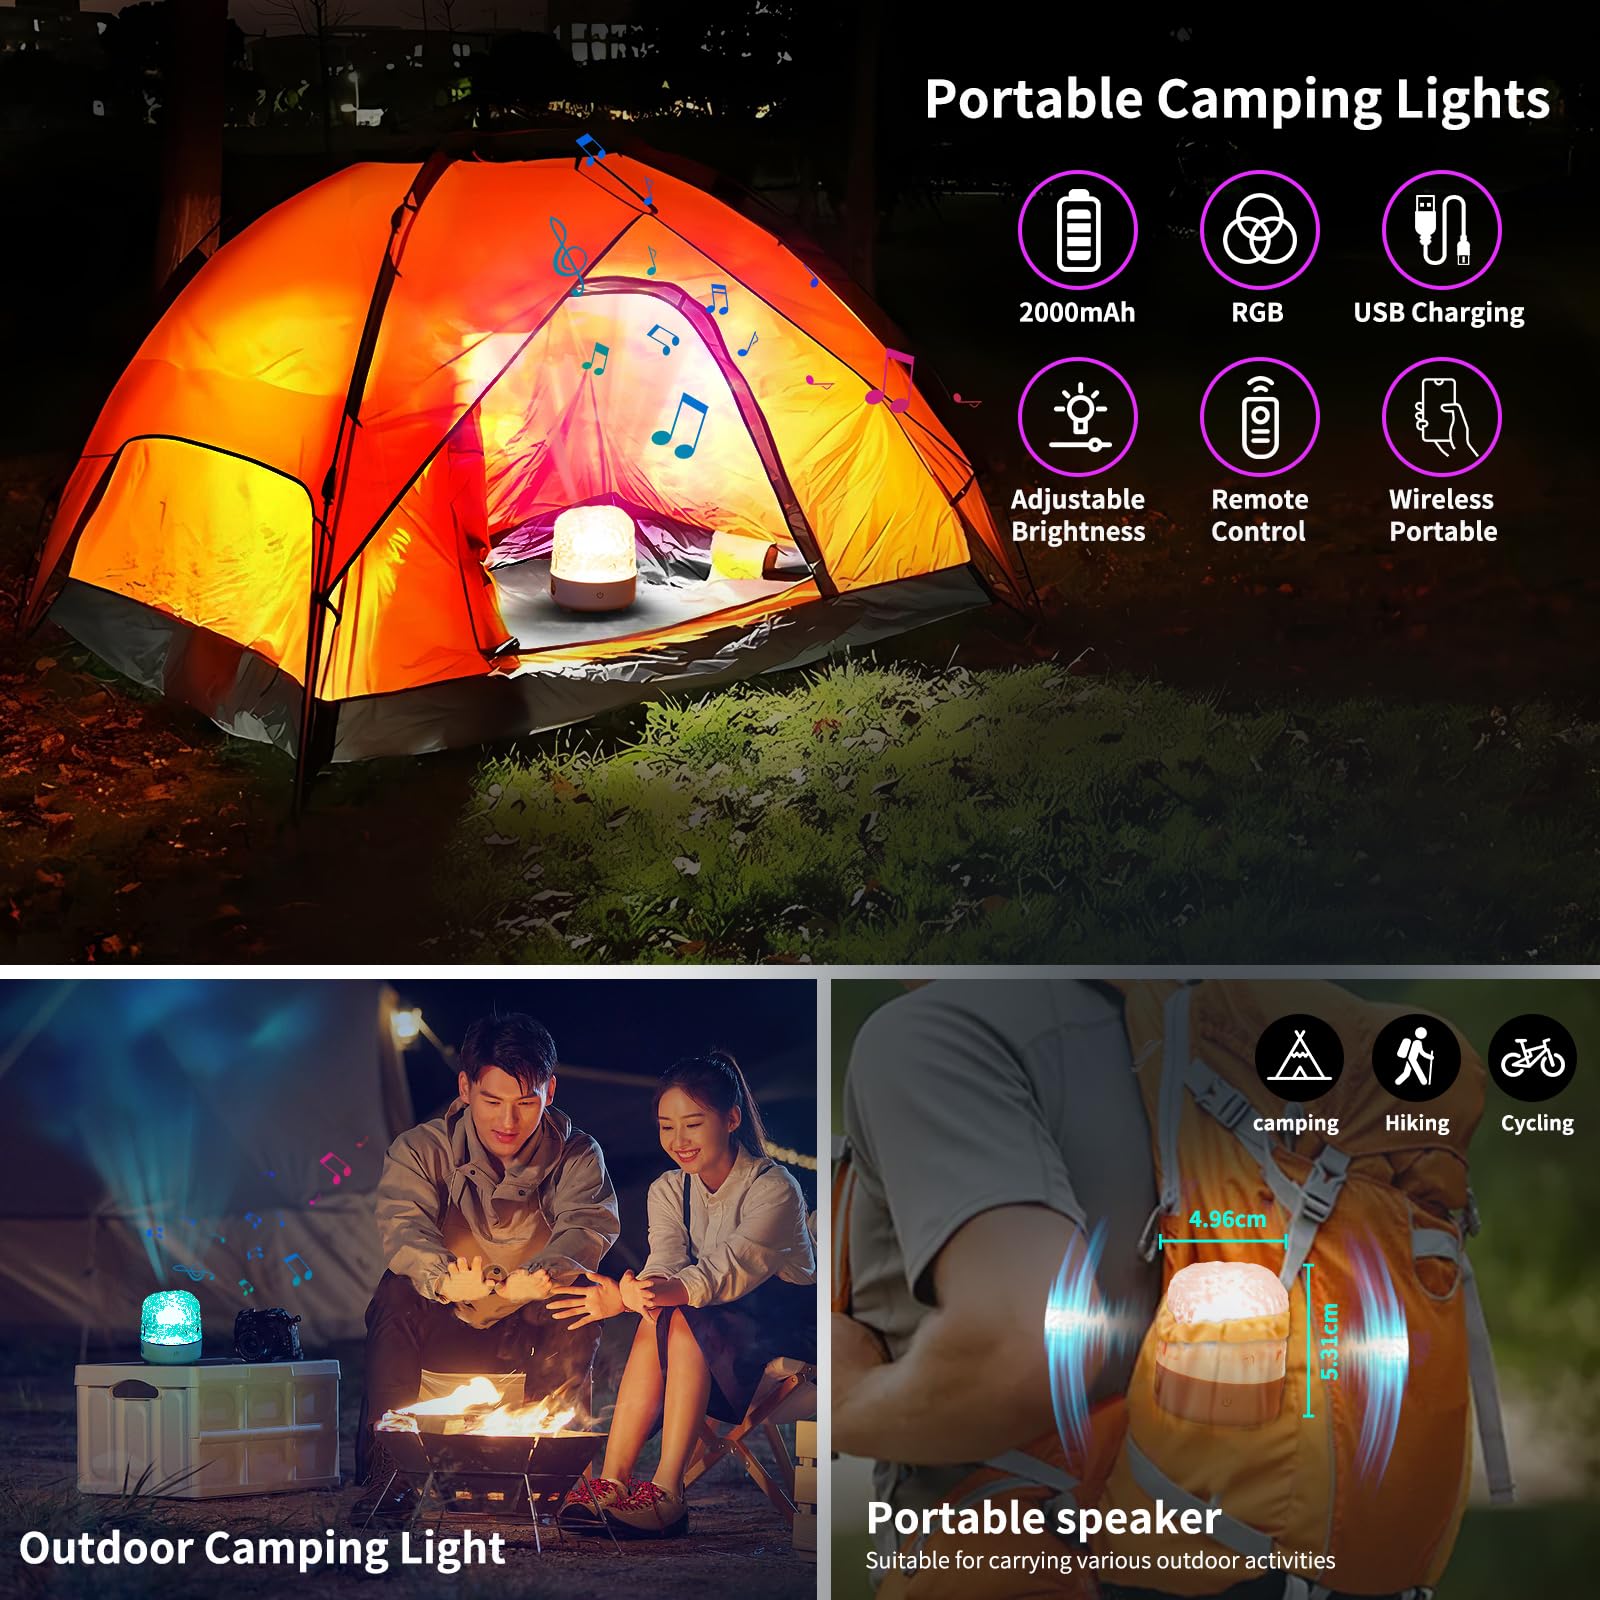 Portable Camping Lights
2000mAh
RGB
USB Charging
Adjustable
Brightness
Remote
Control
Wireless
Portable
Outdoor Camping Light
camping
Hiking
Cycling
4.96cm
5.31cm
Portable speaker
Suitable for carrying various outdoor activities